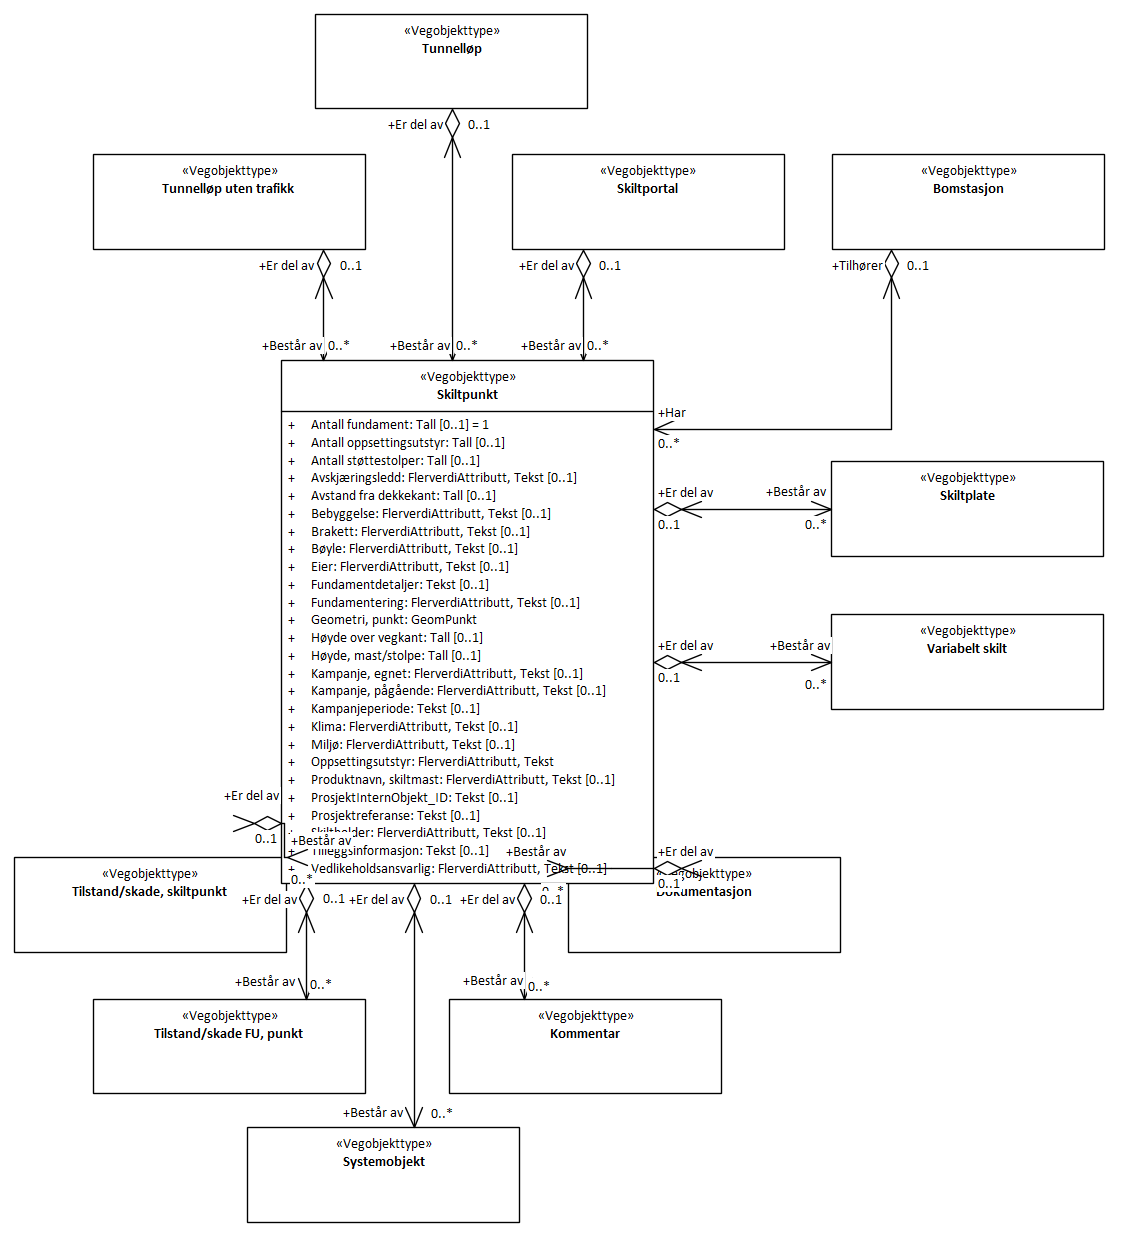 «Vegobjekttype»
Tunnelløp
+Er del av 0..1
«Vegobjekttype»
Tunnelløp uten trafikk
«Vegobjekttype»
Skiltportal
«Vegobjekttype»
Bomstasjon
+Er del av 0..1
+Er del av 0..1
+Tilhører 0..1
+Består av 0..*
+Består av 0..*
+Består av 0..*
«Vegobjekttype»
Skiltpunkt
+ Antall fundament: Tall [0..1] = 1
+ Antall oppsettingsutstyr: Tall [0..1]
+ Antall støttestolper: Tall [0..1]
+ Avskjæringsledd: FlerverdiAttributt, Tekst [0..1]
+ Avstand fra dekkekant: Tall [0..1]
+ Bebyggelse: FlerverdiAttributt, Tekst [0..1]
+ Brakett: FlerverdiAttributt, Tekst [0..1]
+ Bøyle: FlerverdiAttributt, Tekst [0..1]
+ Eier: FlerverdiAttributt, Tekst [0..1]
+ Fundamentdetaljer: Tekst [0..1]
+ Fundamentering: FlerverdiAttributt, Tekst [0..1]
+ Geometri, punkt: GeomPunkt
+ Høyde over vegkant: Tall [0..1]
+ Høyde, mast/stolpe: Tall [0..1]
+ Kampanje, egnet: FlerverdiAttributt, Tekst [0..1]
+ Kampanje, pågående: FlerverdiAttributt, Tekst [0..1]
+ Kampanjeperiode: Tekst [0..1]
+ Klima: FlerverdiAttributt, Tekst [0..1]
+ Miljø: FlerverdiAttributt, Tekst [0..1]
+ Oppsettingsutstyr: FlerverdiAttributt, Tekst
+ Produktnavn, skiltmast: FlerverdiAttributt, Tekst [0..1]
+ ProsjektInternObjekt_ID: Tekst [0..1]
+ Prosjektreferanse: Tekst [0..1]
+ Skiltholder: FlerverdiAttributt, Tekst [0..1]
+ Tilleggsinformasjon: Tekst [0..1]
+ Vedlikeholdsansvarlig: FlerverdiAttributt, Tekst [0..1]
+Har
0..*
+Er del av +Består av
0..1 0..*
«Vegobjekttype»
Skiltplate
+Er del av +Består av
0..1 0..*
«Vegobjekttype»
Variabelt skilt
+Er del av
0..1
+Består av
0..*
+Består av +Er del av
0..* 0..1
«Vegobjekttype»
Tilstand/skade, skiltpunkt
«Vegobjekttype»
Dokumentasjon
+Er del av 0..1 +Er del av 0..1 +Er del av 0..1
+Består av 0..*
+Består av 0..*
«Vegobjekttype»
Tilstand/skade FU, punkt
«Vegobjekttype»
Kommentar
+Består av 0..*
«Vegobjekttype»
Systemobjekt